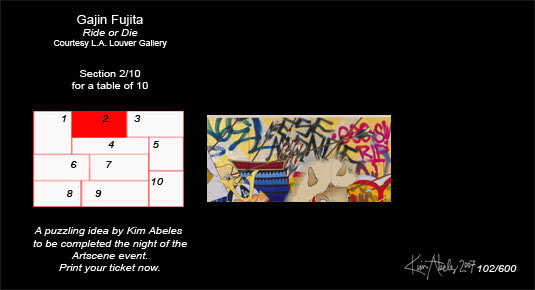 Gajin Fujita
Ride or Die
Courtesy L.A. Louver Gallery
Section 2/10
for a table of 10
1 2 3
4 5
6 7
8 9 10
A puzzling idea by Kim Abeles
to be completed the night of the
Artscene event.
Print your ticket now.
ESE
Kim Abeles 2007 102/600